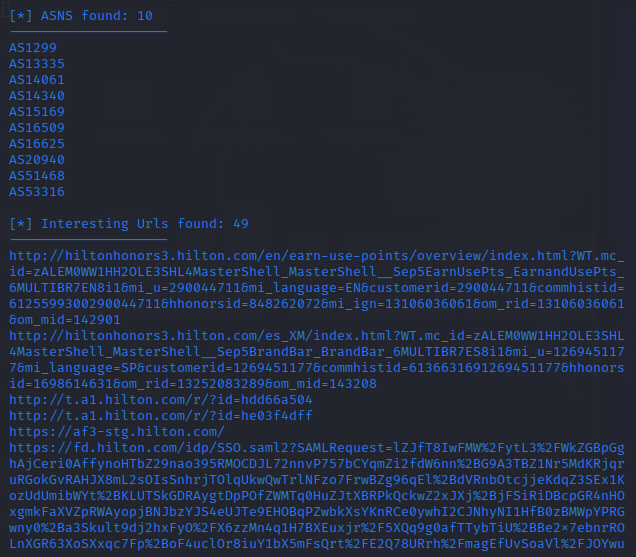 [*] ASNS found: 10
--------------------
AS1299
AS13335
AS14061
AS14340
AS15169
AS16509
AS16625
AS20940
AS51468
AS53316
[*] Interesting Urls found: 49
--------------------
http://hiltonhonors3.hilton.com/en/earn-use-points/overview/index.html?WT.mc_
id=zALEM0WW1HH2OLE3SHL4MasterShell_MasterShell__Sep5EarnUsePts_EarnandUsePts_
6MULTIBR7EN8i1&mi_u=290044711&mi_language=EN&customerid=290044711&commhistid=
6125599300290044711&hhonorsid=848262072&mi_ign=13106036061&om_rid=13106036061
&om_mid=142901
http://hiltonhonors3.hilton.com/es_XM/index.html?WT.mc_id=zALEM0WW1HH2OLE3SHL
4MasterShell_MasterShell__Sep5BrandBar_BrandBar_6MULTIBR7ES8i1&mi_u=126945117
7&mi_language=SP&customerid=1269451177&commhistid=6136631691269451177&hhonors
id=1698614631&om_rid=13252083289&om_mid=143208
http://t.a1.hilton.com/r/?id=hdd66a504
http://t.a1.hilton.com/r/?id=he03f4dff
https://af3-stg.hilton.com/
https://fd.hilton.com/idp/SSO.saml2?SAMLRequest=lZJfT8IwFMW%2FytL3%2FWkZGBpGg
hAjCeri0AffynoHTbZ29nao395RMOCDJL72nnvP757bCYqmZi2fdW6nn%2BG9A3TBZ1Nr5MdKRjqr
uRGokGvRAHJX8mL2sOIsSnhrjTOlqUkwQwTrlNFzo7FrwBZg96qEl%2BdVRnbOtcjjeKdqZ3SEx1K
ozUdUmibWYt%2BKLUTSkGDRAygtDpPOfZWMTq0HuZJtXBRPkQckwZ2xJXj%2BjFSiRiDBcpGR4nHO
xgmkFaXVZpRWAyopjBNJbzYJS4eUJTe9EHOBqPZwbkXsYKnRCe0ywhI2CJNhyNI1HfB0zBMWpYPRG
wny0%2Ba3Skult9dj2hxFyO%2FX6zzMn4q1H7BXEuxjr%2F5XQq9g0afTTybTiU%2BBe2×7ebnrRO
LnXGR63XoSXxqc7Fp%2BoF4uclOr8iuY1bX5mFsQrt%2FE2Q78URrh%2FmagEfUvSoaVl%2FJOYwu